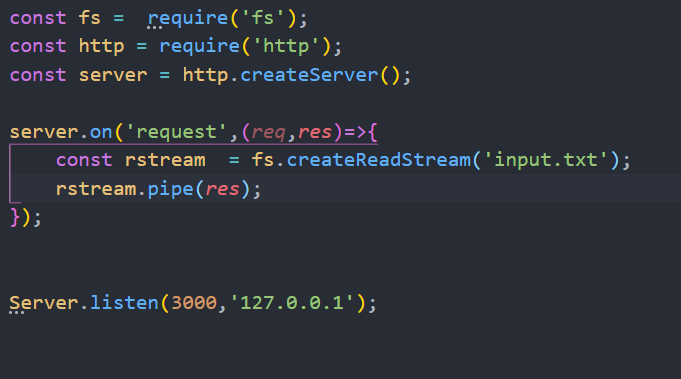 const fs =  require('fs');
const http = require('http');
const server = http.createServer();
server.on('request',(req,res)=>{
    const rstream  = fs.createReadStream('input.txt');
    rstream.pipe(res);
});
Server.listen(3000,'127.0.0.1');